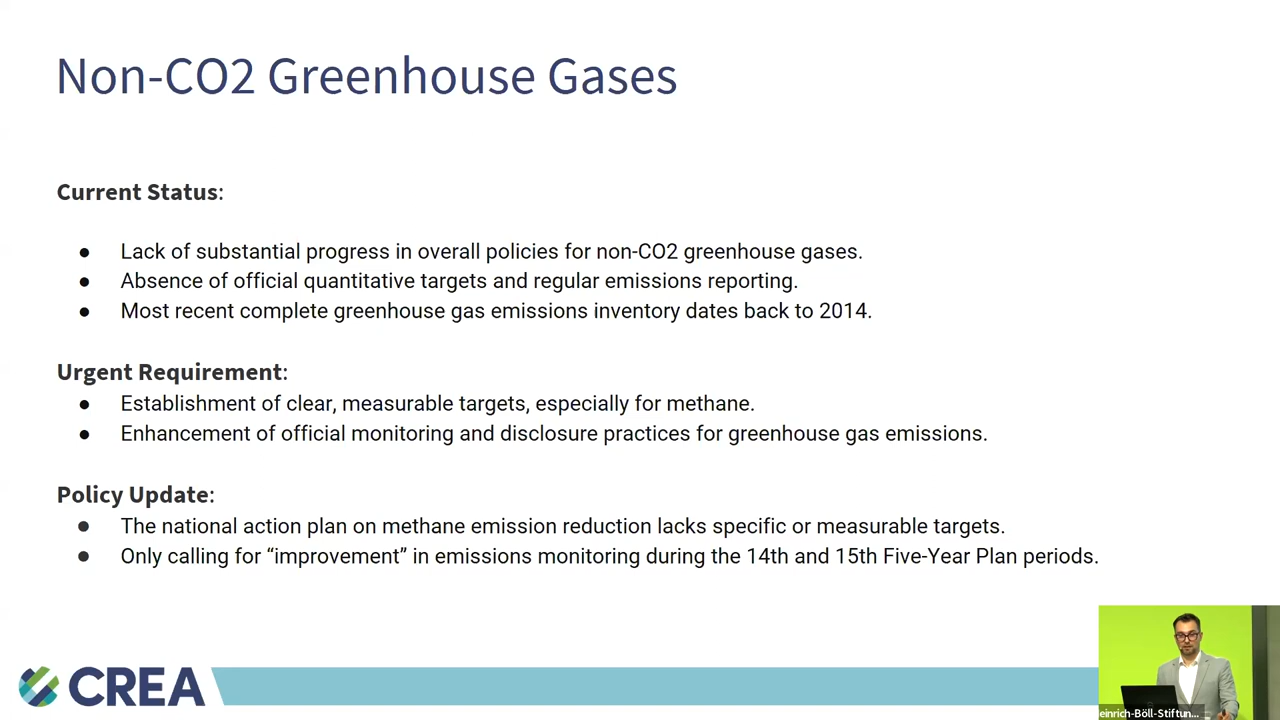 Non-CO2 Greenhouse Gases
Current Status:
● Lack of substantial progress in overall policies for non-CO2 greenhouse gases.
● Absence of official quantitative targets and regular emissions reporting.
● Most recent complete greenhouse gas emissions inventory dates back to 2014.
Urgent Requirement:
● Establishment of clear, measurable targets, especially for methane.
● Enhancement of official monitoring and disclosure practices for greenhouse gas emissions.
Policy Update:
● The national action plan on methane emission reduction lacks specific or measurable targets.
● Only calling for “improvement” in emissions monitoring during the 14th and 15th Five-Year Plan periods.
CREA
einrich-Böll-Stiftun...